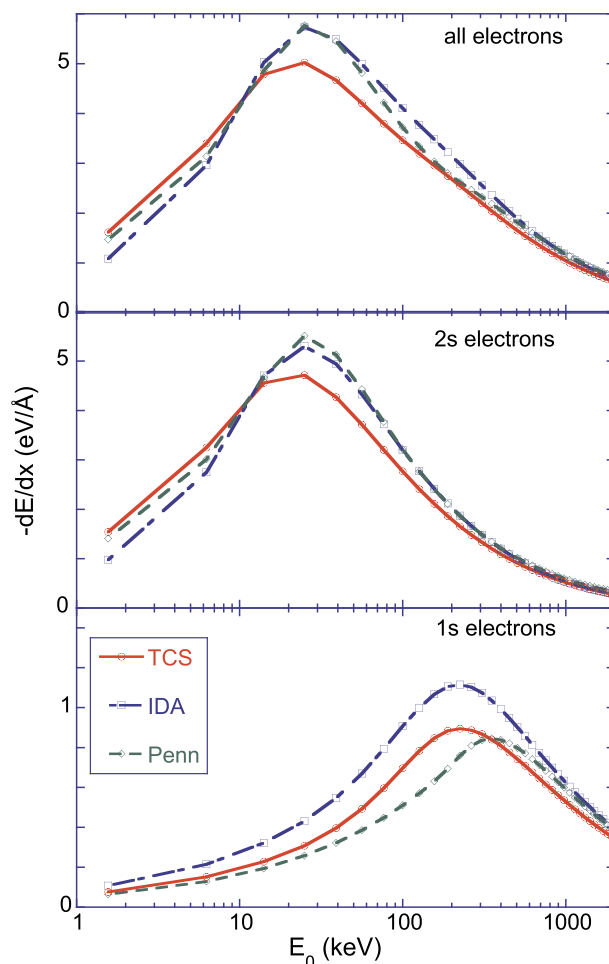 all electrons
5
0
2s electrons
5
-dE/dx (eV/Å)
0
1s electrons
TCS
1
IDA
Penn
0
1 10 100 1000
E0 (keV)